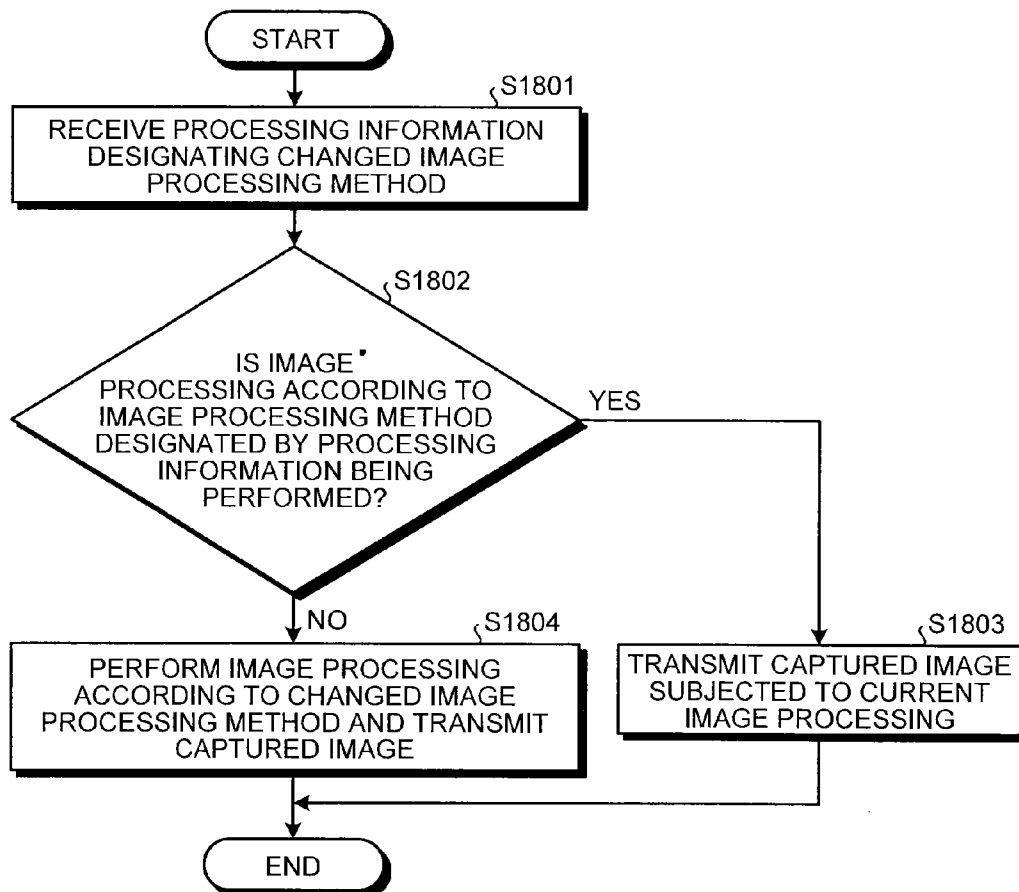 START
S1801
RECEIVE PROCESSING INFORMATION
DESIGNATING CHANGED IMAGE
PROCESSING METHOD
S1802
IS IMAGE
PROCESSING ACCORDING TO
IMAGE PROCESSING METHOD
DESIGNATED BY PROCESSING
INFORMATION BEING
PERFORMED?
YES
NO
S1804
PERFORM IMAGE PROCESSING
ACCORDING TO CHANGED IMAGE
PROCESSING METHOD AND TRANSMIT
CAPTURED IMAGE
S1803
TRANSMIT CAPTURED IMAGE
SUBJECTED TO CURRENT
IMAGE PROCESSING
END